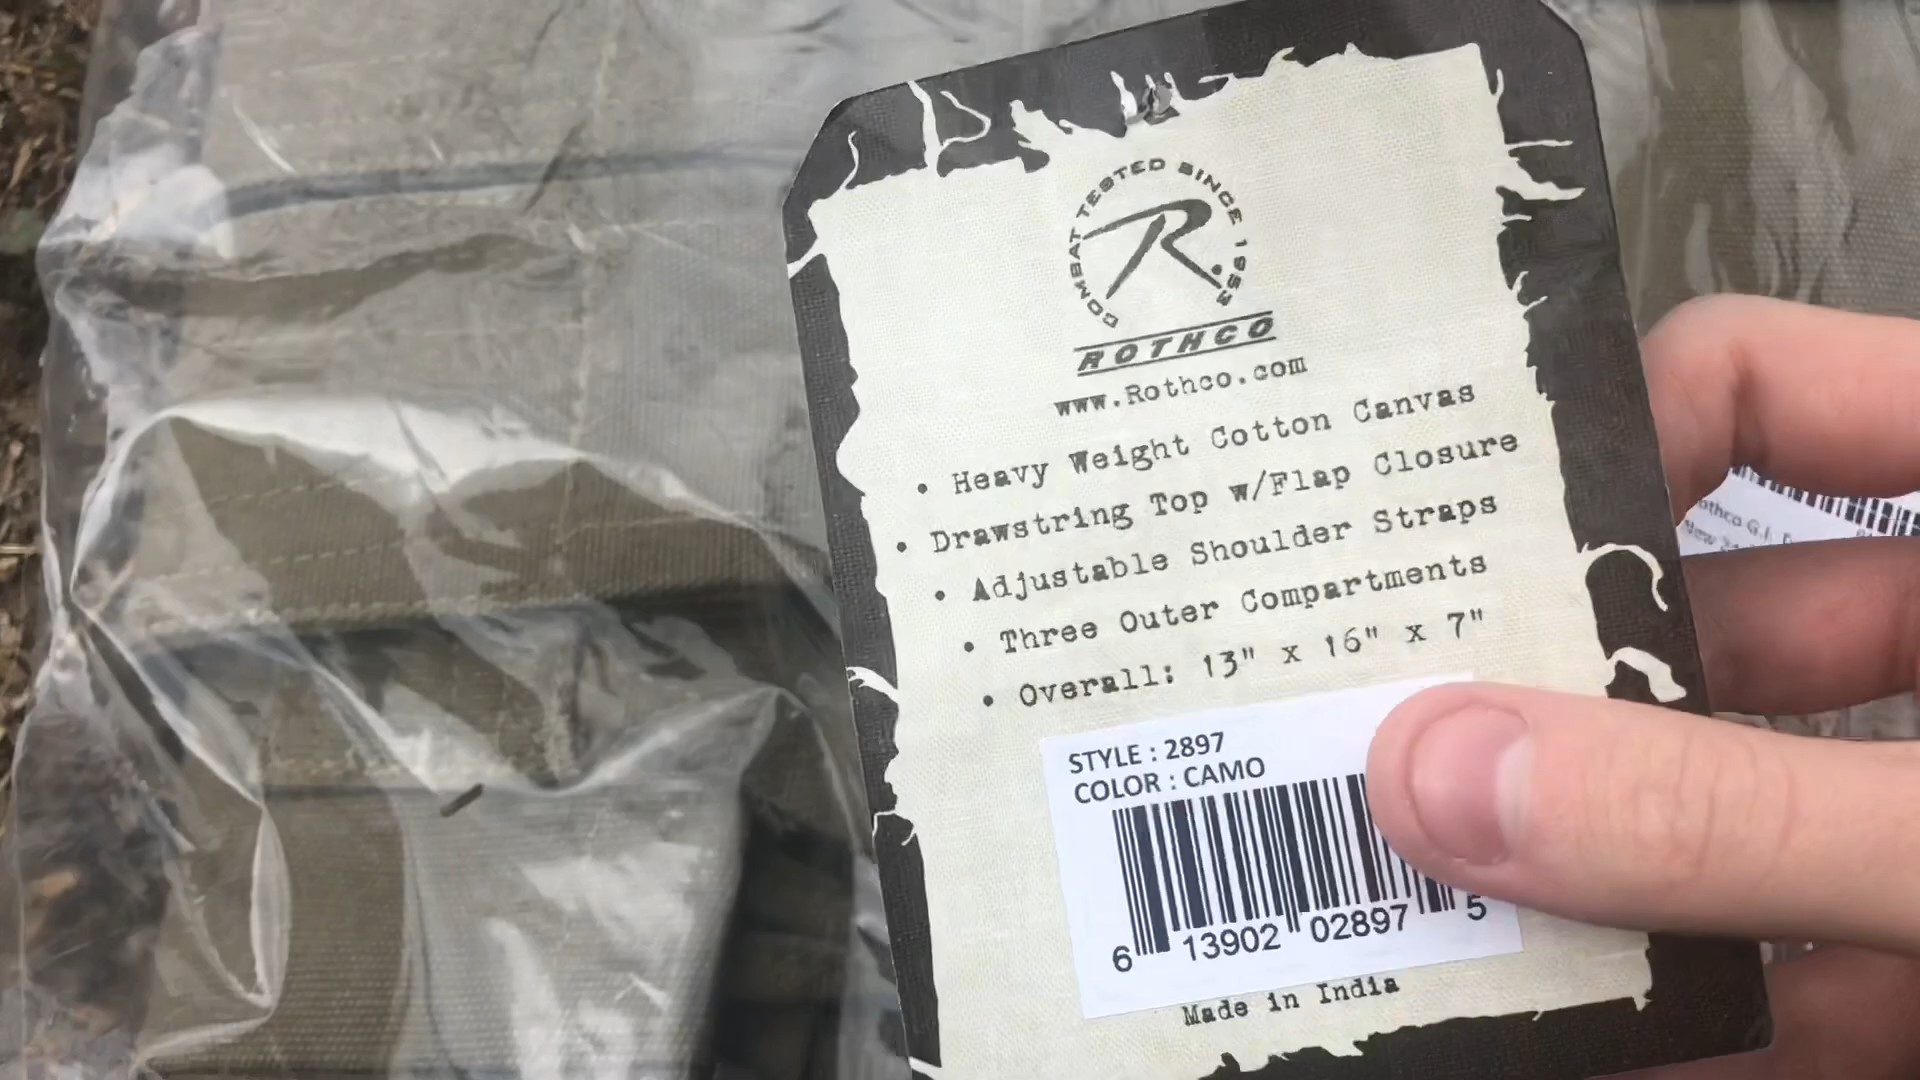 COMBAT TESTED SINCE 1953
R
ROTHCO
www.Rothco.com
• Heavy Weight Cotton Canvas
• Drawstring Top w/Flap Closure
• Adjustable Shoulder Straps
• Three Outer Compartments
• Overall: 13" x 16" x 7"
STYLE : 2897
COLOR : CAMO
6 13902 02897 5
Made in India
othco G.I.